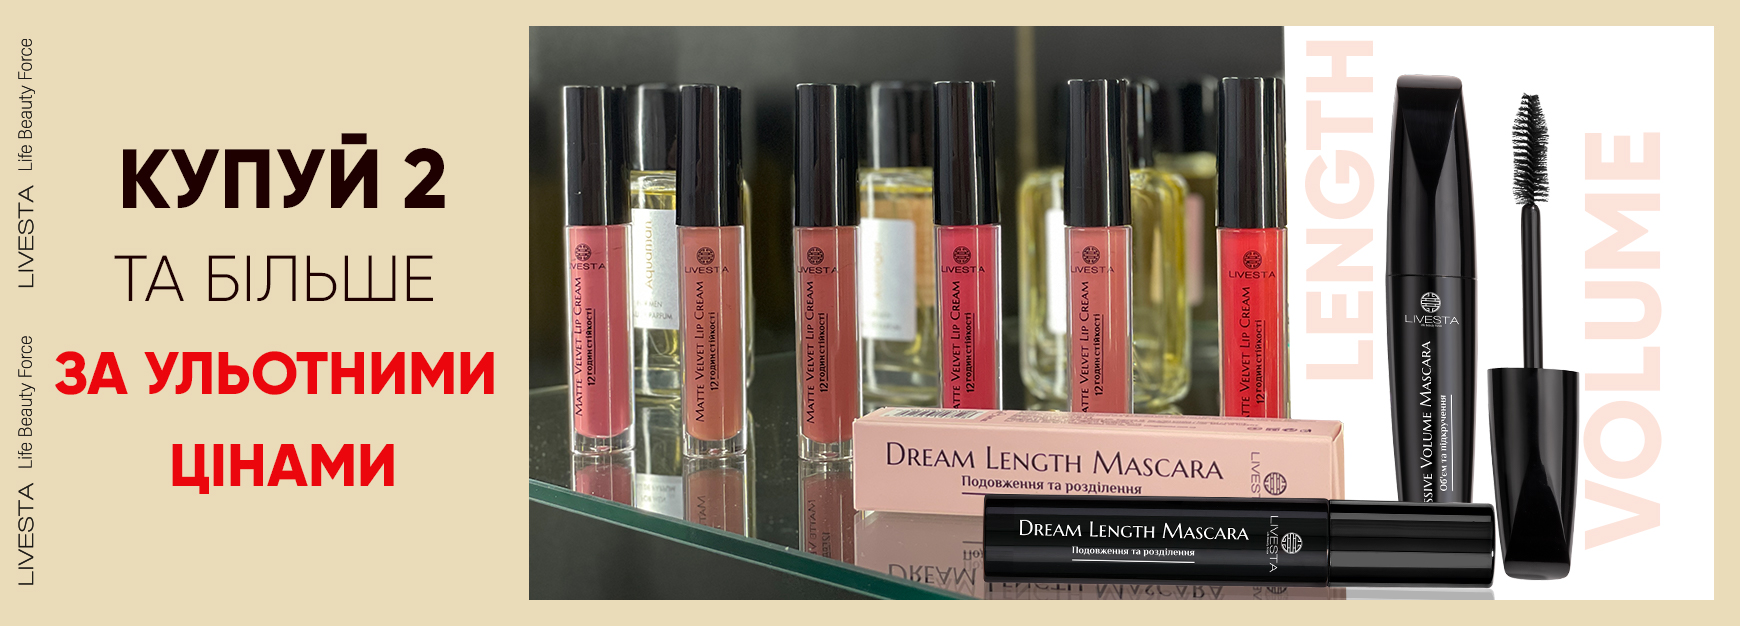 LIVESTA Life Beauty Force
LIVESTA Life Beauty Force
КУПУЙ 2
ТА БІЛЬШЕ
ЗА УЛЬОТНИМИ
ЦІНАМИ
LIVESTA
MATTE VELVET LIP CREAM
12 ГОДИН СТІЙКОСТІ
LIVESTA
MATTE VELVET LIP CREAM
12 ГОДИН СТІЙКОСТІ
LIVESTA
MATTE VELVET LIP CREAM
12 ГОДИН СТІЙКОСТІ
LIVESTA
VELVET LIP CREAM
12 ГОДИН СТІЙКОСТІ
LIVESTA
MATTE VELVET LIP CREAM
12 ГОДИН СТІЙКОСТІ
LIVESTA
VELVET LIP CREAM
12 ГОДИН СТІЙКОСТІ
DREAM LENGTH MASCARA
Подовження та розділення
LIVESTA
DREAM LENGTH MASCARA
Подовження та розділення
LIVESTA
LENGTH
LIVESTA
VOLUME MASCARA
Об'єм та підкручення
VOLUME